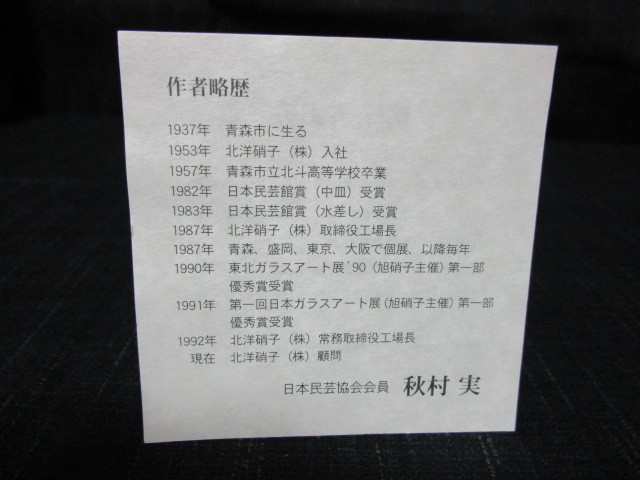 作者略歴
1937年 青森市に生る
1953年 北洋硝子（株）入社
1957年 青森市立北斗高等学校卒業
1982年 日本民芸館賞（中皿）受賞
1983年 日本民芸館賞（水差し）受賞
1987年 北洋硝子（株）取締役工場長
1987年 青森、盛岡、東京、大阪で個展、以降毎年
1990年 東北ガラスアート展'90（旭硝子主催）第一部
優秀賞受賞
1991年 第一回日本ガラスアート展（旭硝子主催）第一部
優秀賞受賞
1992年 北洋硝子（株）常務取締役工場長
現在 北洋硝子（株）顧問
日本民芸協会会員 秋村 実